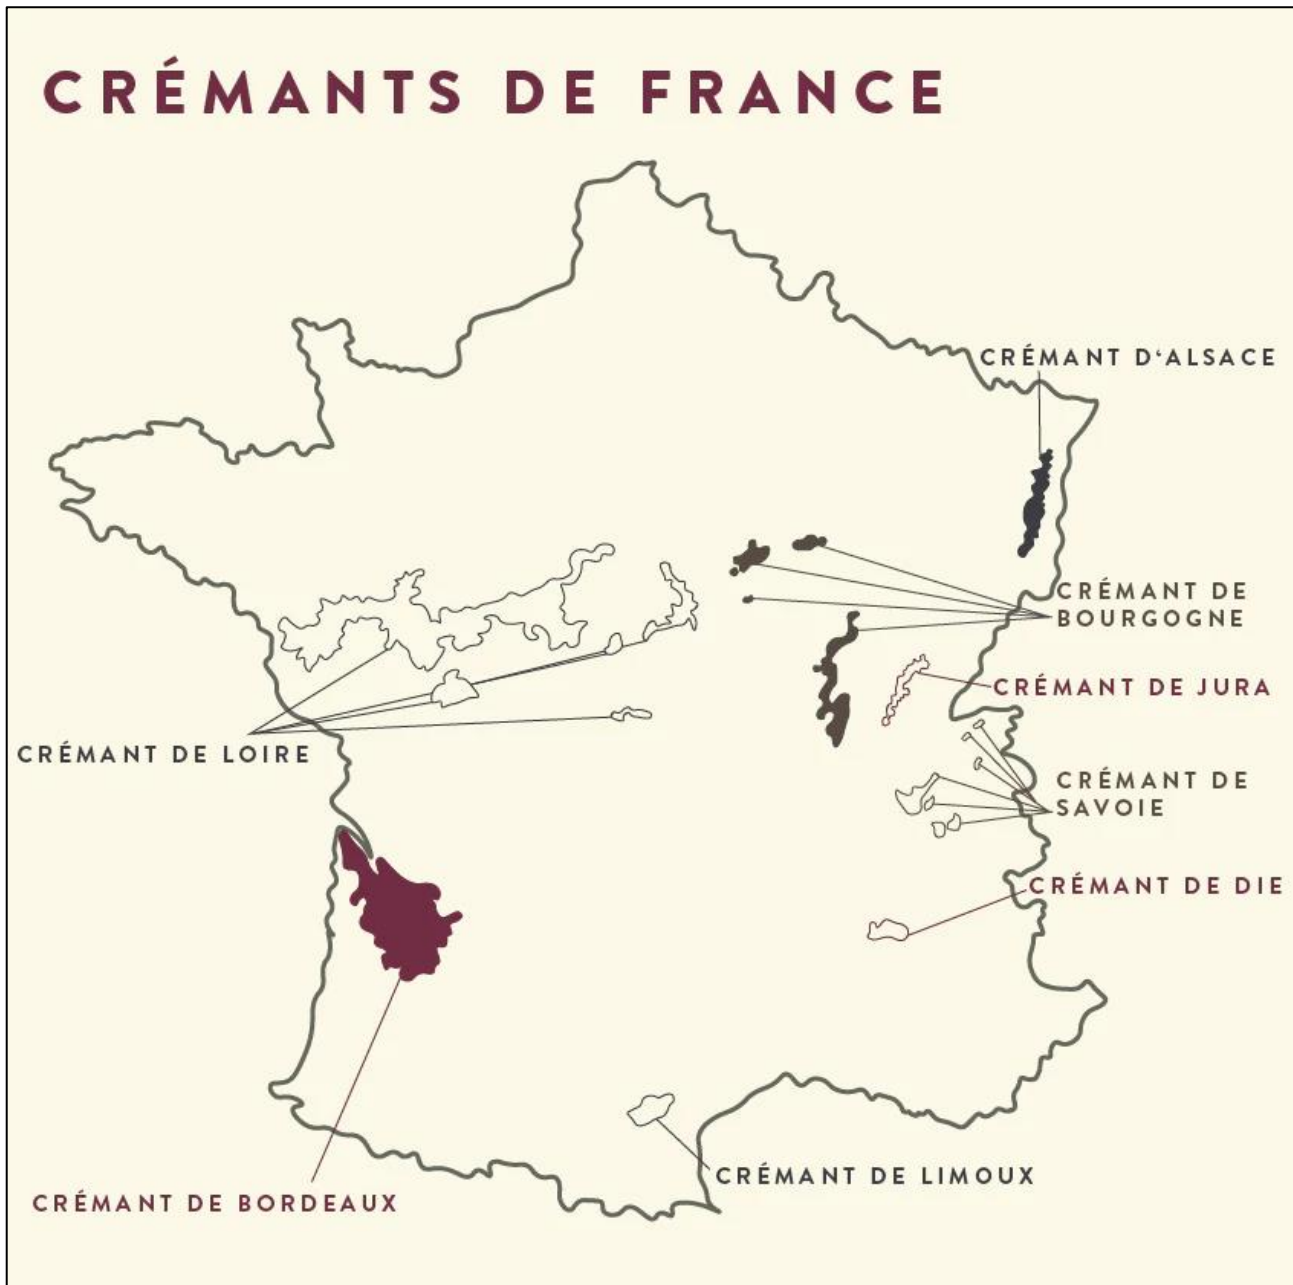 CRÉMANTS DE FRANCE
CRÉMANT D‘ALSACE
CRÉMANT DE
BOURGOGNE
CRÉMANT DE JURA
CRÉMANT DE LOIRE
CRÉMANT DE
SAVOIE
CRÉMANT DE DIE
CRÉMANT DE LIMOUX
CRÉMANT DE BORDEAUX